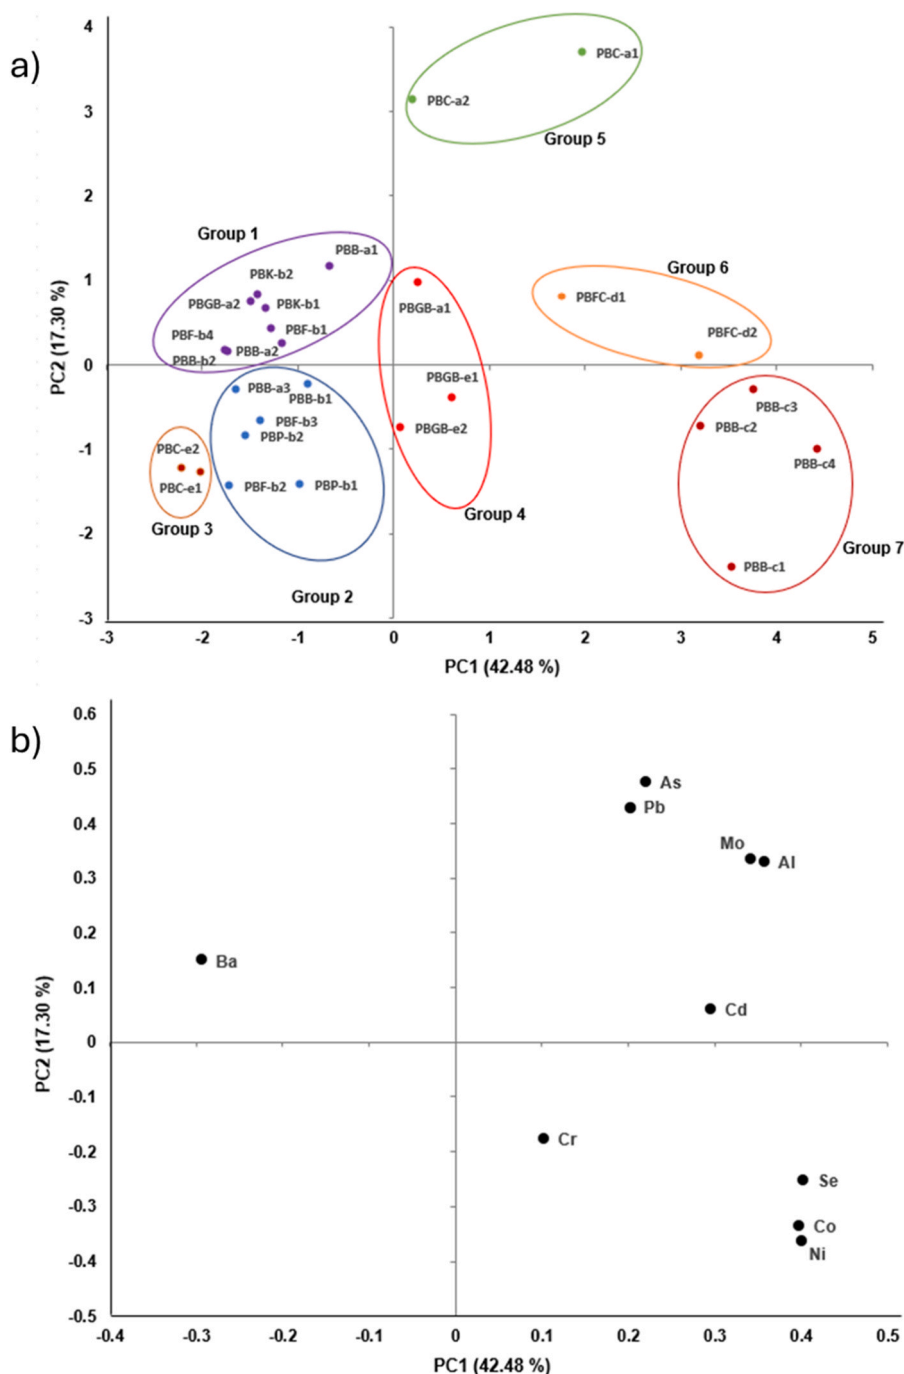 a)
4
3
2
1
0
-1
-2
-3
PC2 (17.30 %)
PBC-a1
PBC-a2
Group 5
Group 1
PBB-a1
PBK-b2
PBGB-a2
PBK-b1
PBF-b4
PBF-b1
PBB-b2
PBB-a2
Group 6
PBFC-d1
PBFC-d2
PBGB-a1
PBGB-e1
PBGB-e2
Group 4
PBB-a3
PBB-b1
PBF-b3
PBP-b2
PBF-b2
PBP-b1
Group 2
PBC-e2
PBC-e1
Group 3
PBB-c3
PBB-c2
PBB-c4
PBB-c1
Group 7
-3 -2 -1 0 1 2 3 4 5
PC1 (42.48 %)
b)
0.6
0.5
0.4
0.3
0.2
0.1
0
-0.1
-0.2
-0.3
-0.4
-0.5
PC2 (17.30 %)
As
Pb
Mo
Al
Ba
Cd
Cr
Se
Co
Ni
-0.4 -0.3 -0.2 -0.1 0 0.1 0.2 0.3 0.4 0.5
PC1 (42.48 %)